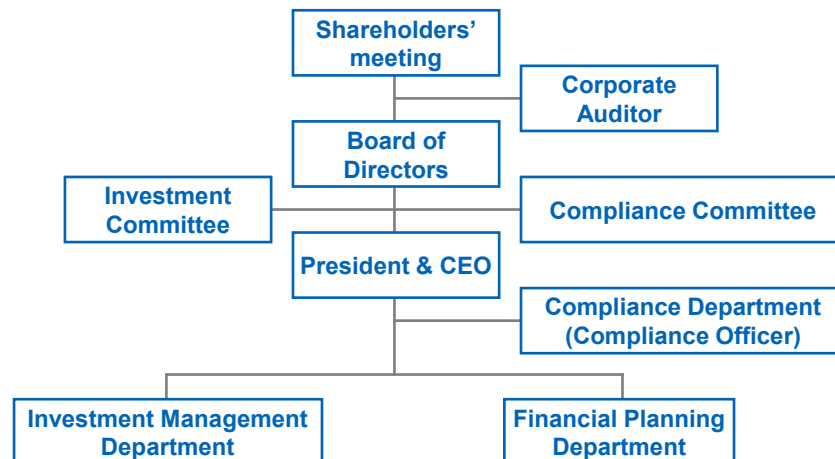 Shareholders’
meeting
Corporate
Auditor
Board of
Directors
Investment
Committee
Compliance Committee
President & CEO
Compliance Department
(Compliance Officer)
Investment Management
Department
Financial Planning
Department